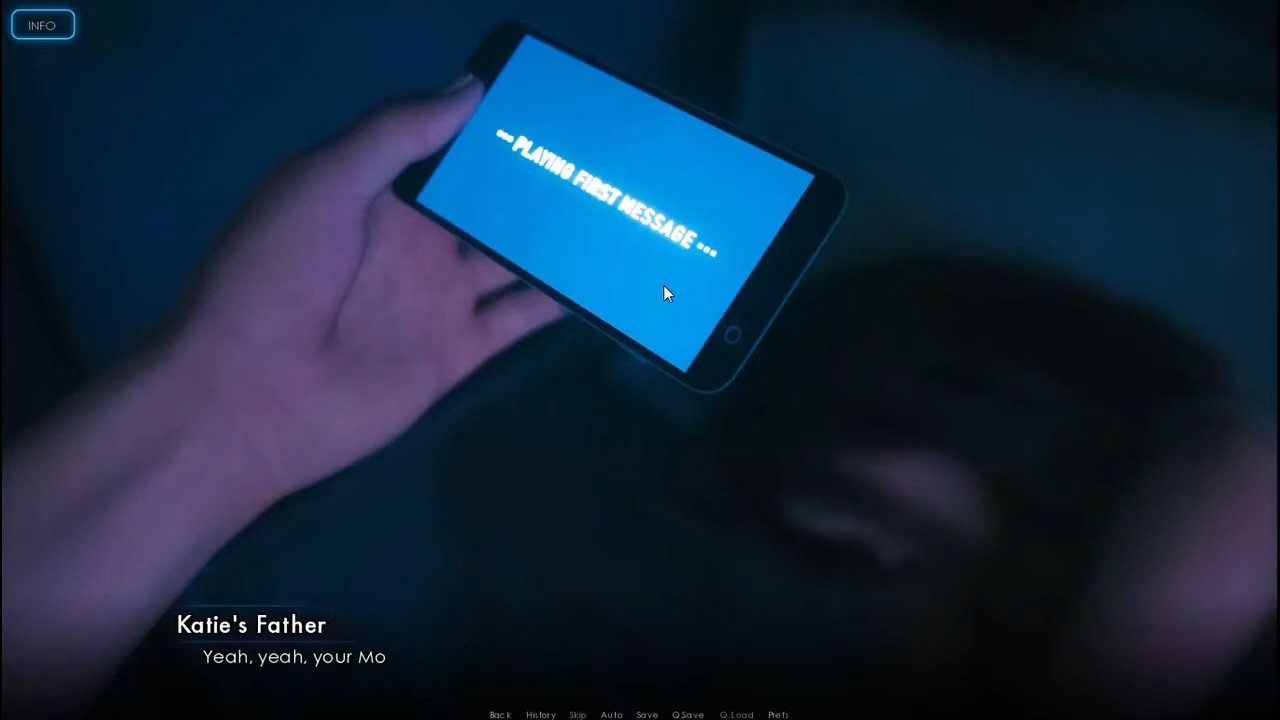 INFO
... PLAYING FIRST MESSAGE ...
Katie's Father
Yeah, yeah, your Mo
Back History Skip Auto Save Q.Save Q.Load Prefs